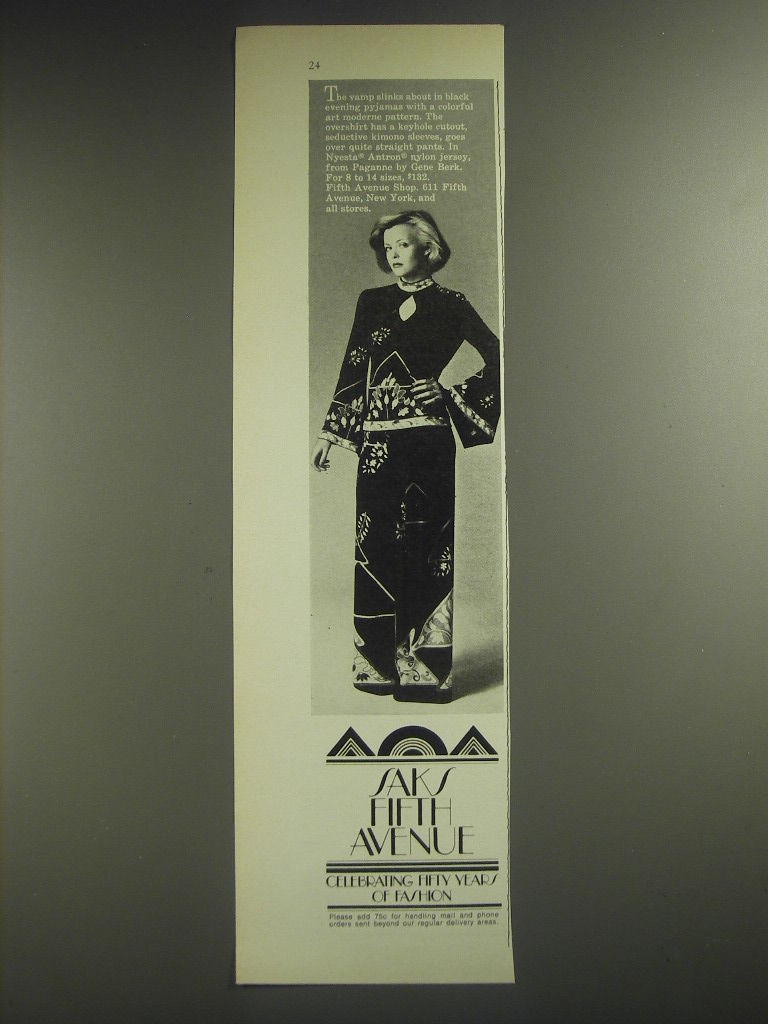 24
The vamp slinks about in black
evening pyjamas with a colorful
art moderne pattern. The
overshirt has a keyhole cutout,
seductive kimono sleeves, goes
over quite straight pants. In
Nyesta® Antron® nylon jersey,
from Paganne by Gene Berk.
For 8 to 14 sizes, $132.
Fifth Avenue Shop. 611 Fifth
Avenue, New York, and
all stores.
SAKS
FIFTH
AVENUE
CELEBRATING FIFTY YEARS
OF FASHION
Please add 75c for handling mail and phone
orders sent beyond our regular delivery areas.